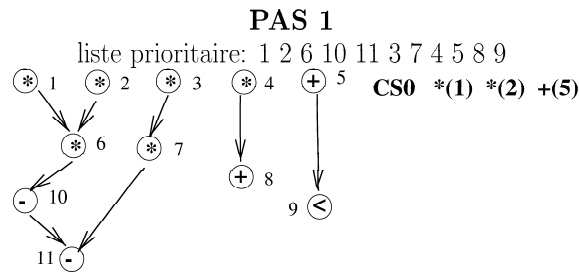 PAS 1
liste prioritaire: 1 2 6 10 11 3 7 4 5 8 9
* 1 * 2 * 3 * 4 + 5 CS0 *(1) *(2) +(5)
* 6 * 7
+ 8
- 10 9 <
11 -